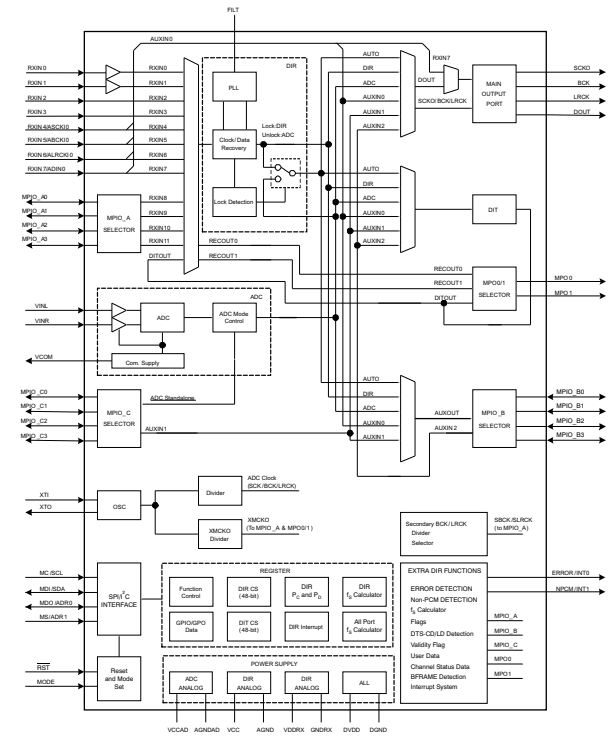 FILT
AUXIN0
RXIN7
AUTO
DIR
ADC
AUXIN0
AUXIN1
AUXIN2
DOUT
SCKO/BCK/LRCK
MAIN
OUTPUT
PORT
SCKO
BCK
LRCK
DOUT
RXIN0
RXIN1
RXIN2
RXIN3
RXIN4/ASCKI0
RXIN5/ABCKI0
RXIN6/ALRCKI0
RXIN7/ADIN0
RXIN0
RXIN1
RXIN2
RXIN3
RXIN4
RXIN5
RXIN6
RXIN7
DIR
PLL
Clock/Data
Recovery
Lock:DIR
Unlock:ADC
Lock Detection
AUTO
DIR
ADC
AUXIN0
AUXIN1
AUXIN2
DIT
MPIO_A0
MPIO_A1
MPIO_A2
MPIO_A3
MPIO_A
SELECTOR
RXIN8
RXIN9
RXIN10
RXIN11
DITOUT
RECOUT0
RECOUT1
RECOUT0
RECOUT1
DITOUT
MPO0/1
SELECTOR
MPO0
MPO1
ADC
VINL
VINR
VCOM
ADC
ADC Mode
Control
Com. Supply
MPIO_C0
MPIO_C1
MPIO_C2
MPIO_C3
MPIO_C
SELECTOR
ADC Standalone
AUXIN1
AUTO
DIR
ADC
AUXIN0
AUXIN1
AUXOUT
AUXIN2
MPIO_B
SELECTOR
MPIO_B0
MPIO_B1
MPIO_B2
MPIO_B3
XTI
XTO
OSC
Divider
ADC Clock
(SCK/BCK/LRCK)
XMCKO
Divider
XMCKO
(To MPIO_A & MPO0/1)
Secondary BCK/LRCK
Divider
Selector
SBCK/SLRCK
(to MPIO_A)
MC/SCL
MDI/SDA
MDO/ADR0
MS/ADR1
SPI/I2C
INTERFACE
RST
MODE
Reset
and Mode
Set
REGISTER
Function
Control
DIR CS
(48-bit)
DIR
PC and PD
DIR
fS Calculator
GPIO/GPO
Data
DIT CS
(48-bit)
DIR Interrupt
All Port
fS Calculator
POWER SUPPLY
ADC
ANALOG
DIR
ANALOG
DIR
ANALOG
ALL
VCCAD
AGNDAD
VCC
AGND
VDDRX
GNDRX
DVDD
DGND
EXTRA DIR FUNCTIONS
ERROR DETECTION
Non-PCM DETECTION
fS Calculator
Flags
DTS-CD/LD Detection
Validity Flag
User Data
Channel Status Data
BFRAME Detection
Interrupt System
ERROR/INT0
NPCM/INT1
MPIO_A
MPIO_B
MPIO_C
MPO0
MPO1